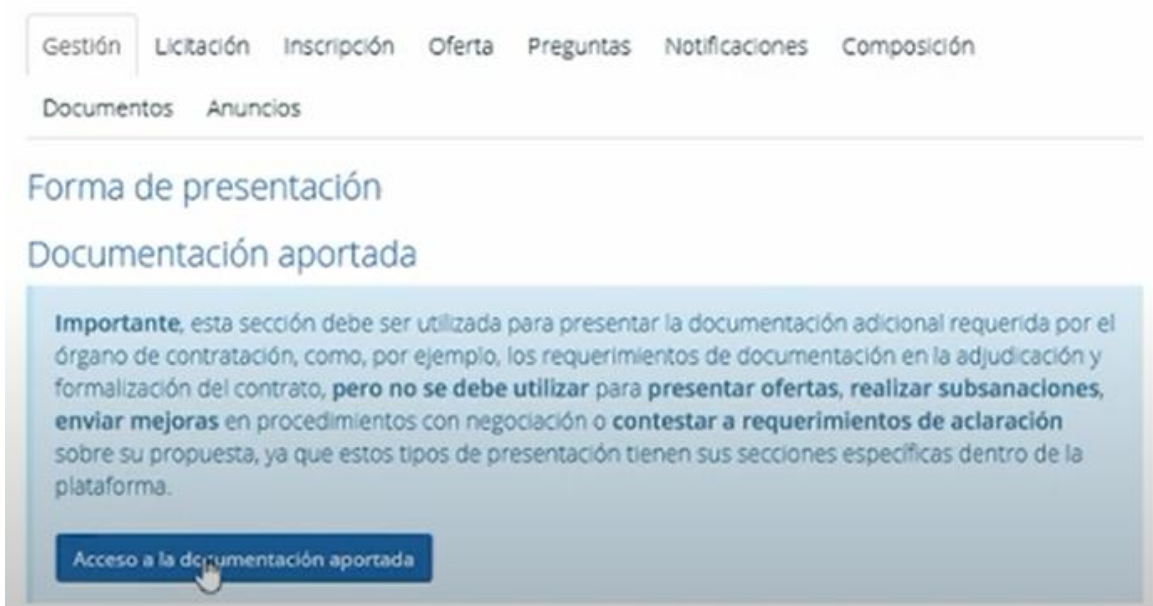 Gestión Licitación Inscripción Oferta Preguntas Notificaciones Composición
Documentos Anuncios
Forma de presentación
Documentación aportada
Importante, esta sección debe ser utilizada para presentar la documentación adicional requerida por el
órgano de contratación, como, por ejemplo, los requerimientos de documentación en la adjudicación y
formalización del contrato, pero no se debe utilizar para presentar ofertas, realizar subsanaciones,
enviar mejoras en procedimientos con negociación o contestar a requerimientos de aclaración
sobre su propuesta, ya que estos tipos de presentación tienen sus secciones específicas dentro de la
plataforma.
Acceso a la documentación aportada